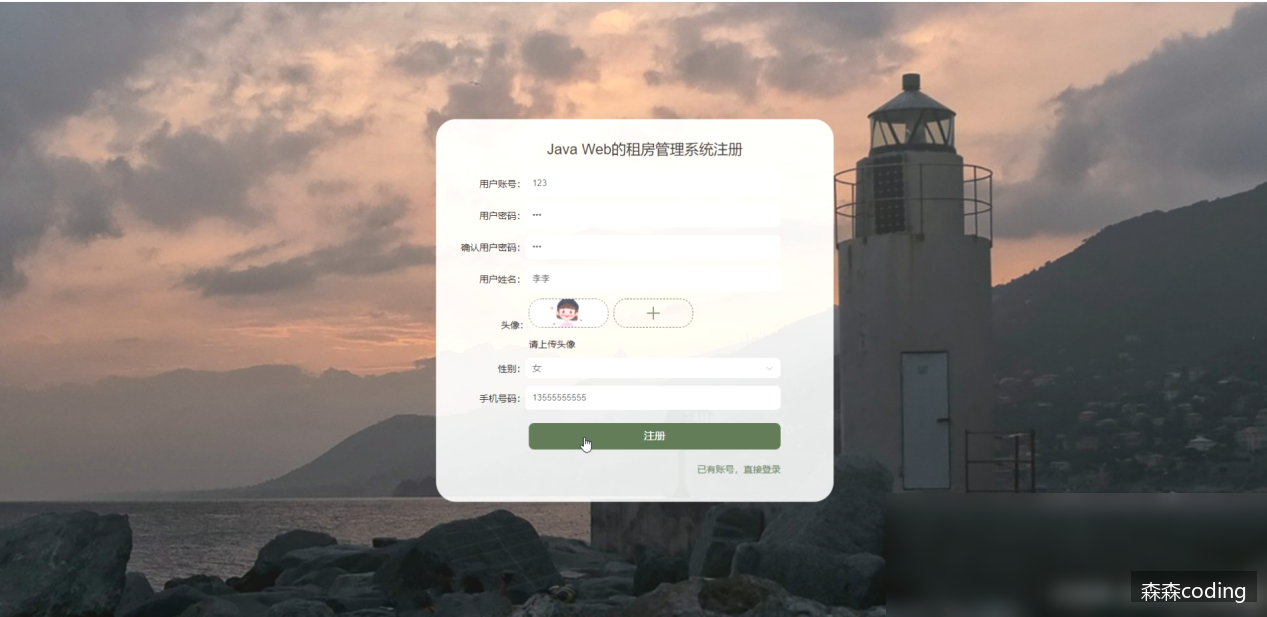 Java Web的租房管理系统注册
用户账号： 123
用户密码： •••
确认用户密码： •••
用户姓名： 李李
头像：
请上传头像
性别： 女
手机号码： 13555555555
注册
已有账号，直接登录
森森coding